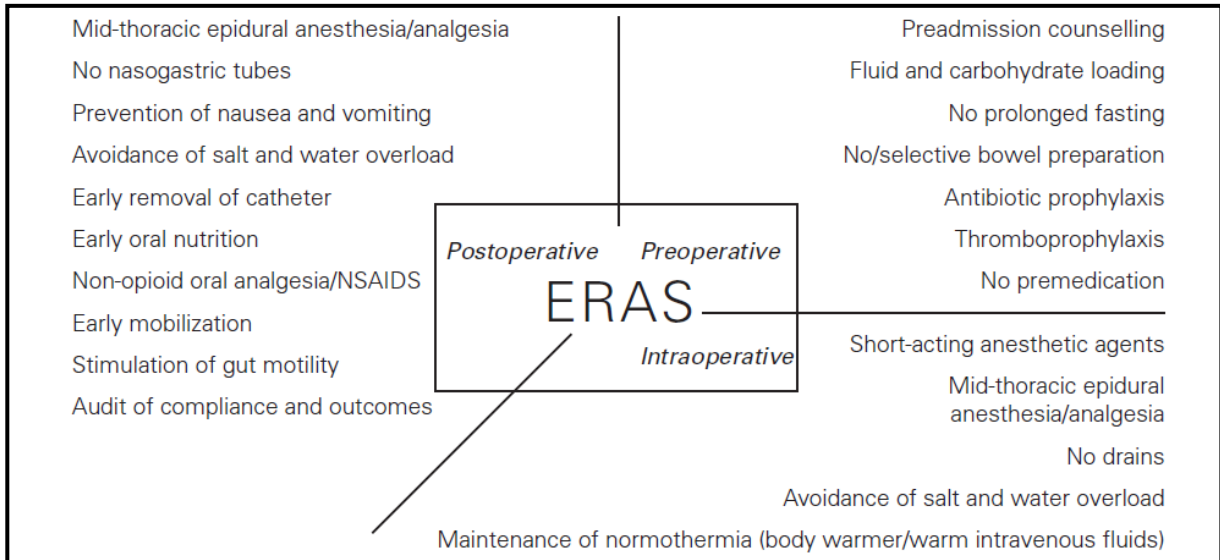 Mid-thoracic epidural anesthesia/analgesia
No nasogastric tubes
Prevention of nausea and vomiting
Avoidance of salt and water overload
Early removal of catheter
Early oral nutrition
Non-opioid oral analgesia/NSAIDS
Early mobilization
Stimulation of gut motility
Audit of compliance and outcomes
Preadmission counselling
Fluid and carbohydrate loading
No prolonged fasting
No/selective bowel preparation
Antibiotic prophylaxis
Thromboprophylaxis
No premedication
Postoperative
Preoperative
ERAS
Intraoperative
Short-acting anesthetic agents
Mid-thoracic epidural
anesthesia/analgesia
No drains
Avoidance of salt and water overload
Maintenance of normothermia (body warmer/warm intravenous fluids)